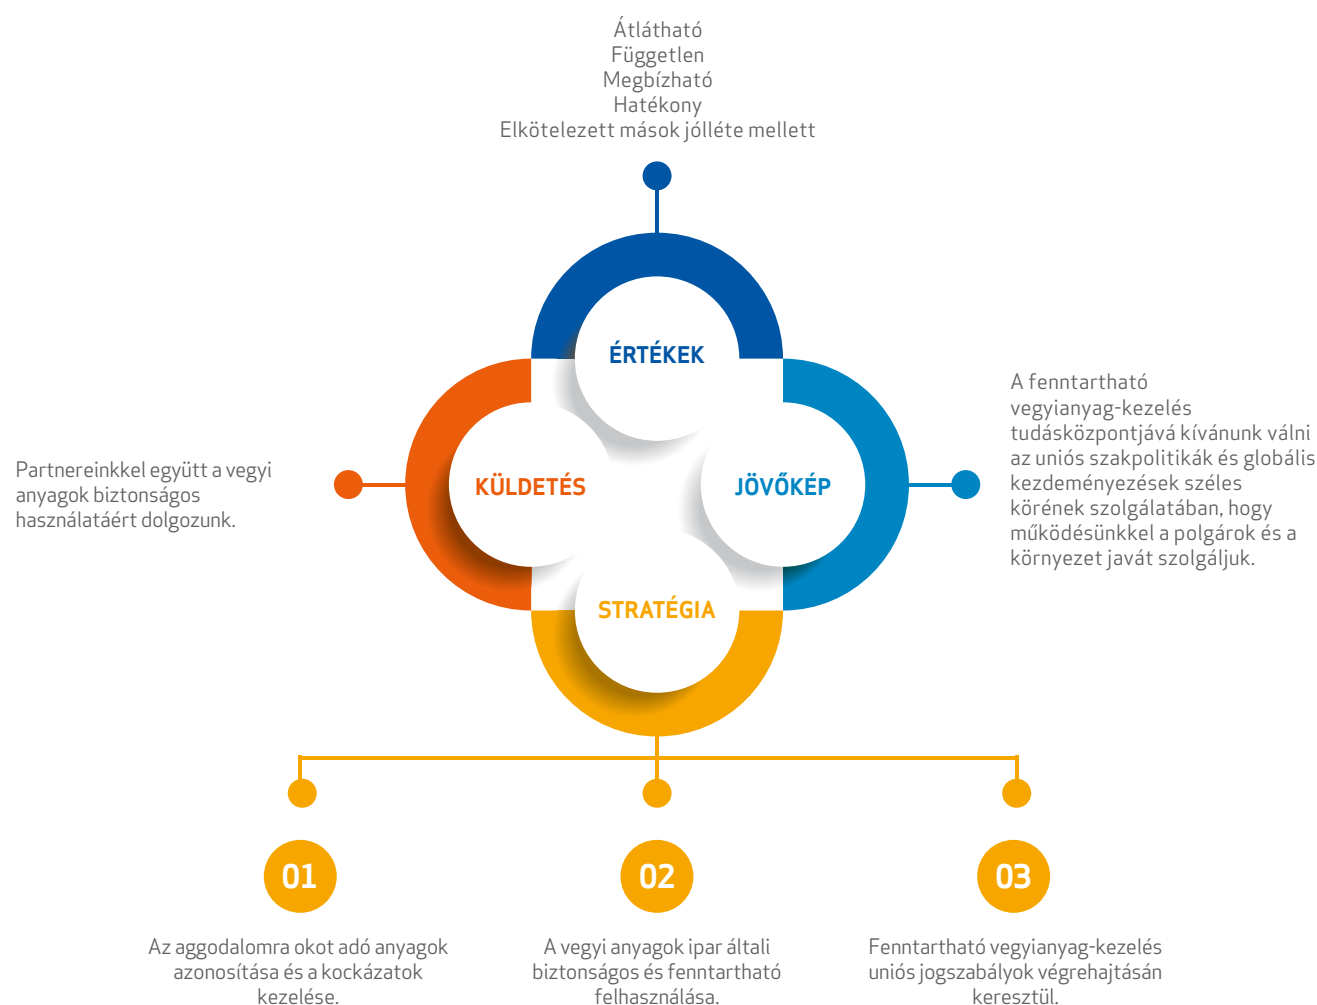 Átlátható
Független
Megbízható
Hatékony
Elkötelezett mások jólléte mellett
ÉRTÉKEK
KÜLDETÉS
JÖVŐKÉP
STRATÉGIA
Partnereinkkel együtt a vegyi
anyagok biztonságos
használatáért dolgozunk.
A fenntartható
vegyianyag-kezelés
tudásközpontjává kívánunk válni
az uniós szakpolitikák és globális
kezdeményezések széles
körének szolgálatában, hogy
működésünkkel a polgárok és a
környezet javát szolgáljuk.
01
Az aggodalomra okot adó anyagok
azonosítása és a kockázatok
kezelése.
02
A vegyi anyagok ipar általi
biztonságos és fenntartható
felhasználása.
03
Fenntartható vegyianyag-kezelés
uniós jogszabályok végrehajtásán
keresztül.